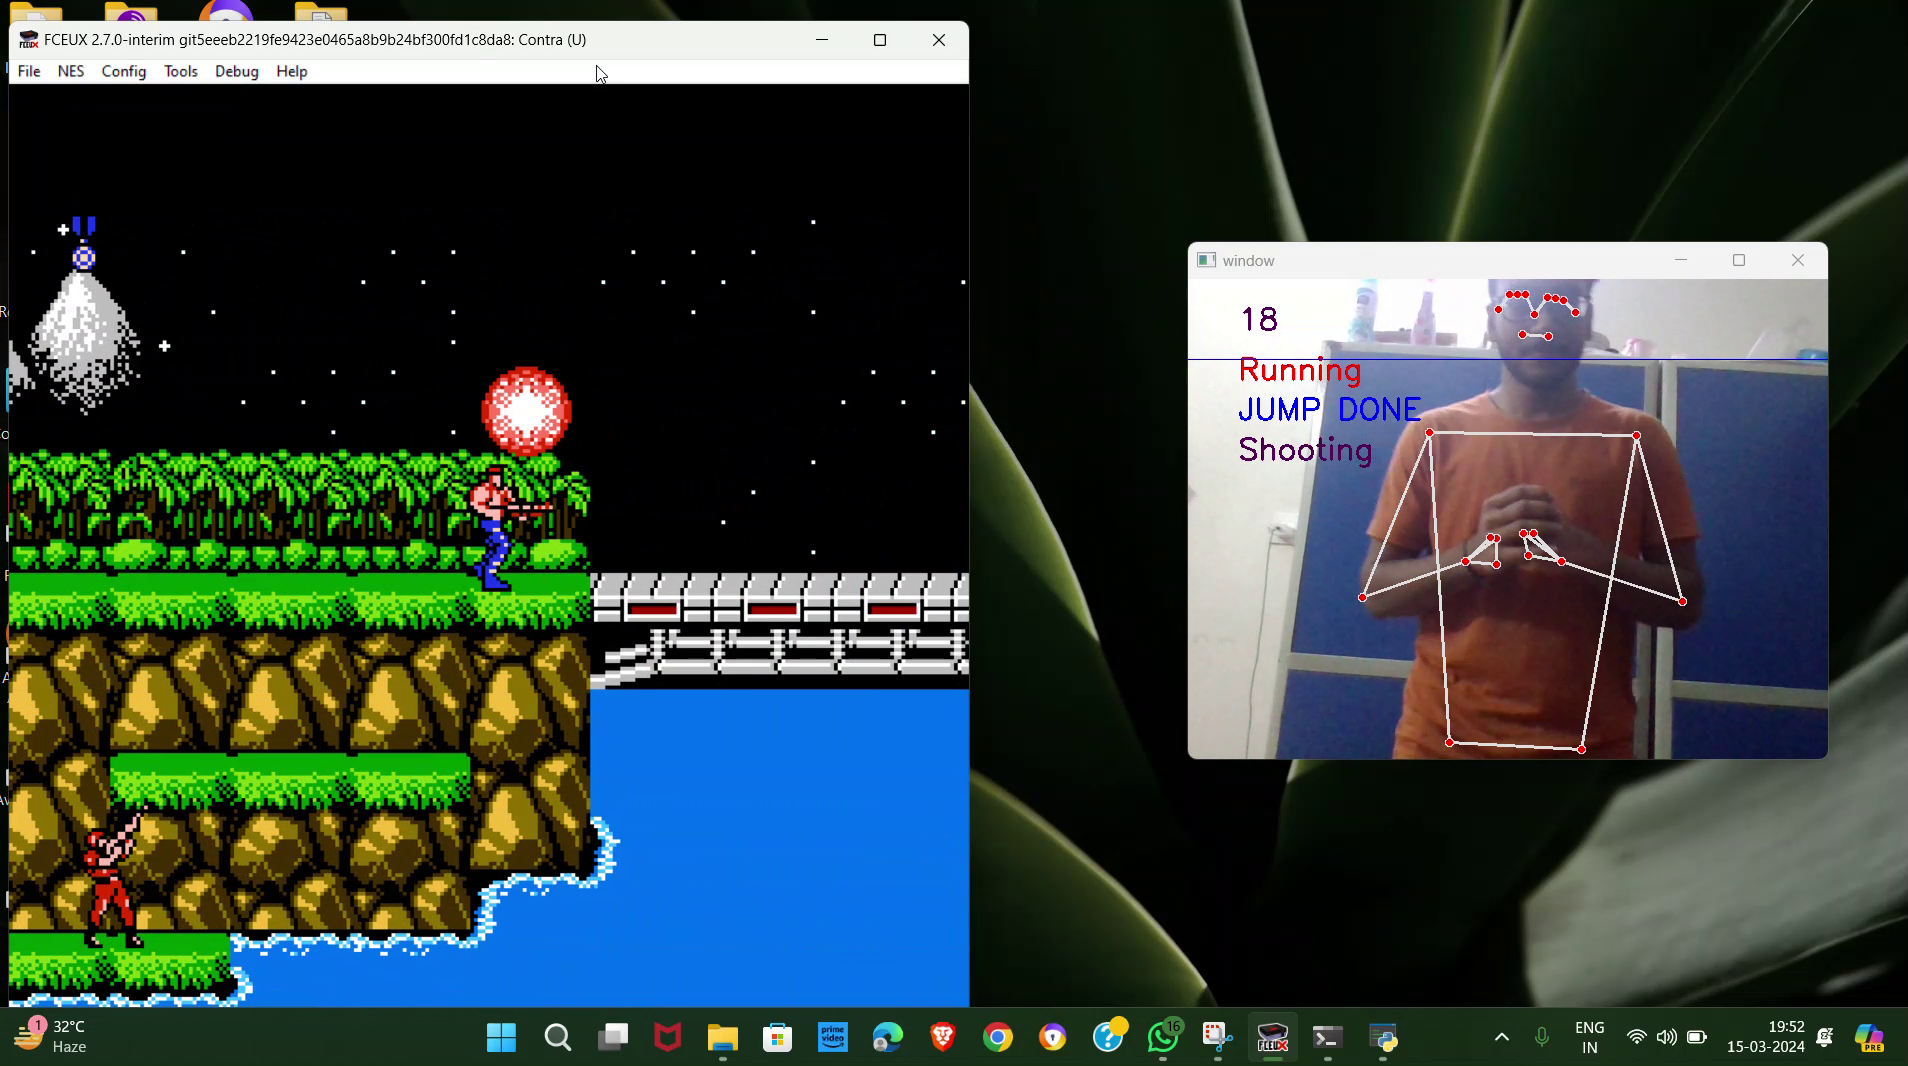 FCEUX 2.7.0-interim git5eeeb2219fe9423e0465a8b9b24bf300fd1c8da8: Contra (U)
File NES Config Tools Debug Help
window
18
Running
JUMP DONE
Shooting
1
32°C
Haze
prime video
16
FCEUX
ENG
IN
19:52
15-03-2024
PRE